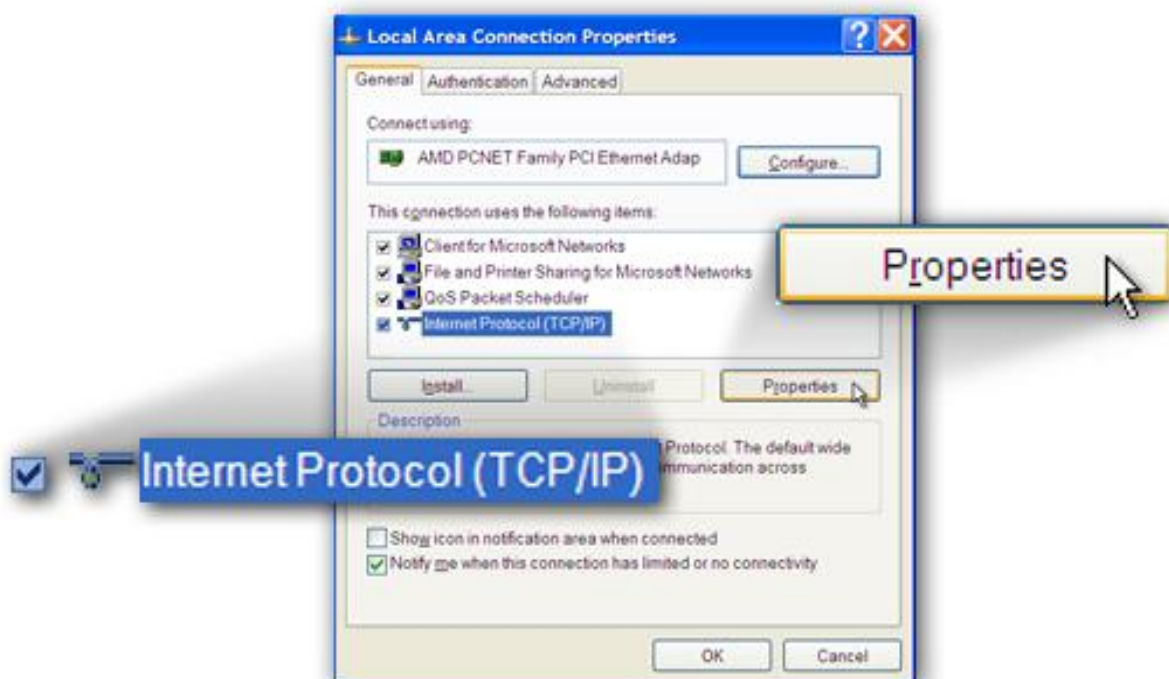 Local Area Connection Properties
General Authentication Advanced
Connect using:
AMD PCNET Family PCI Ethernet Adap Configure...
This connection uses the following items:
Client for Microsoft Networks
File and Printer Sharing for Microsoft Networks
QoS Packet Scheduler
Internet Protocol (TCP/IP)
Properties
Install... Uninstall Properties
Description
Protocol. The default wide
communication across
Internet Protocol (TCP/IP)
Show icon in notification area when connected
Notify me when this connection has limited or no connectivity
OK Cancel